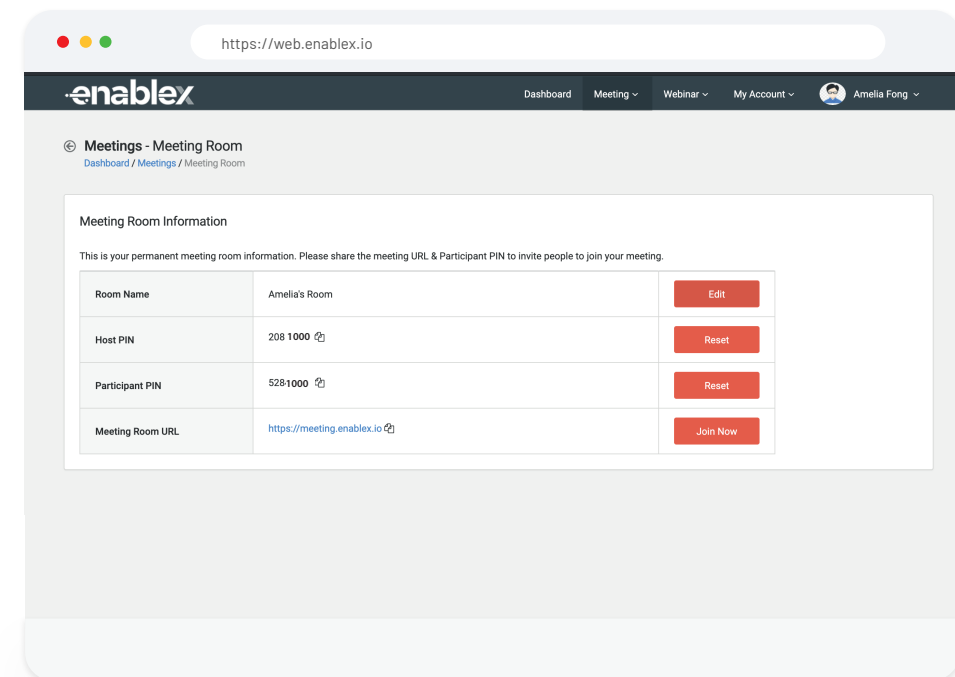 https://web.enablex.io
enablex
Dashboard Meeting Webinar My Account Amelia Fong
Meetings - Meeting Room
Dashboard / Meetings / Meeting Room
Meeting Room Information
This is your permanent meeting room information. Please share the meeting URL & Participant PIN to invite people to join your meeting.
Room Name Amelia's Room Edit
Host PIN 208 1000 Reset
Participant PIN 528 1000 Reset
Meeting Room URL https://meeting.enablex.io Join Now